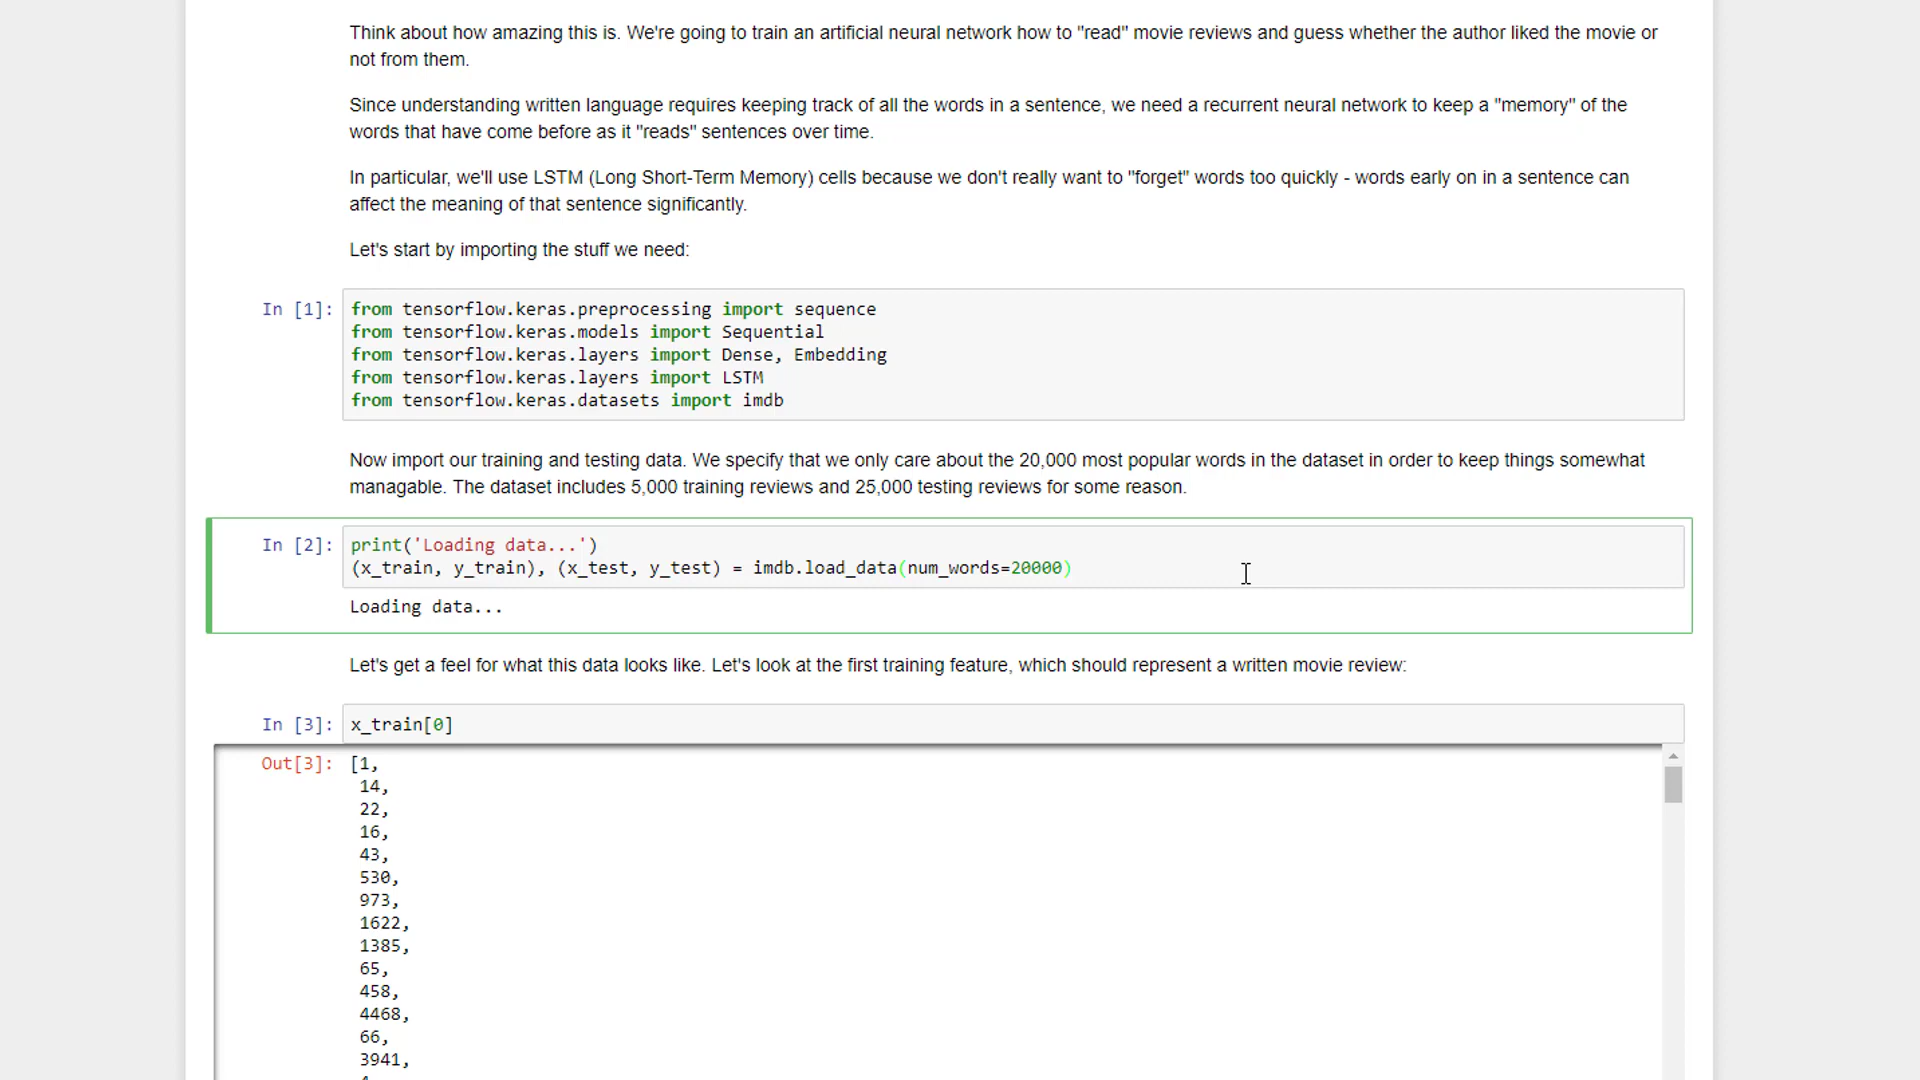 Think about how amazing this is. We're going to train an artificial neural network how to "read" movie reviews and guess whether the author liked the movie or
not from them.
Since understanding written language requires keeping track of all the words in a sentence, we need a recurrent neural network to keep a "memory" of the
words that have come before as it "reads" sentences over time.
In particular, we'll use LSTM (Long Short-Term Memory) cells because we don't really want to "forget" words too quickly - words early on in a sentence can
affect the meaning of that sentence significantly.
Let's start by importing the stuff we need:
In [1]: from tensorflow.keras.preprocessing import sequence
from tensorflow.keras.models import Sequential
from tensorflow.keras.layers import Dense, Embedding
from tensorflow.keras.layers import LSTM
from tensorflow.keras.datasets import imdb
Now import our training and testing data. We specify that we only care about the 20,000 most popular words in the dataset in order to keep things somewhat
managable. The dataset includes 5,000 training reviews and 25,000 testing reviews for some reason.
In [2]: print('Loading data...')
(x_train, y_train), (x_test, y_test) = imdb.load_data(num_words=20000)
Loading data...
Let's get a feel for what this data looks like. Let's look at the first training feature, which should represent a written movie review:
In [3]: x_train[0]
Out[3]: [1,
14,
22,
16,
43,
530,
973,
1622,
1385,
65,
458,
4468,
66,
3941,